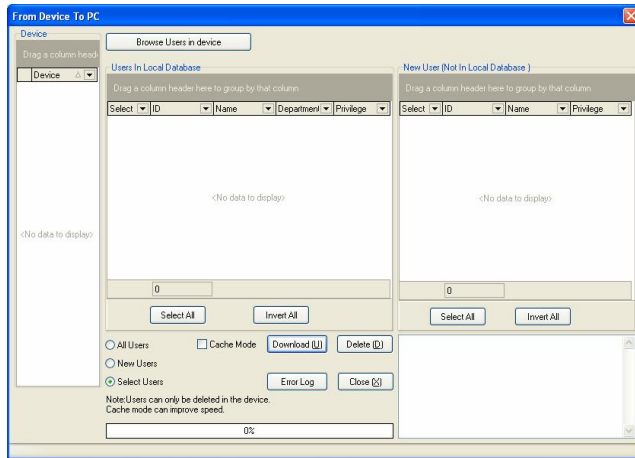 From Device To PC
Device
Drag a column head
Device
<No data to display>
Browse Users in device
Users In Local Database
Drag a column header here to group by that column
Select ID Name Department Privilege
<No data to display>
0
Select All Invert All
New User (Not In Local Database )
Drag a column header here to group by that column
Select ID Name Privilege
<No data to display>
0
Select All Invert All
All Users Cache Mode Download (U) Delete (D)
New Users
Select Users Error Log Close (X)
Note:Users can only be deleted in the device.
Cache mode can improve speed.
0%